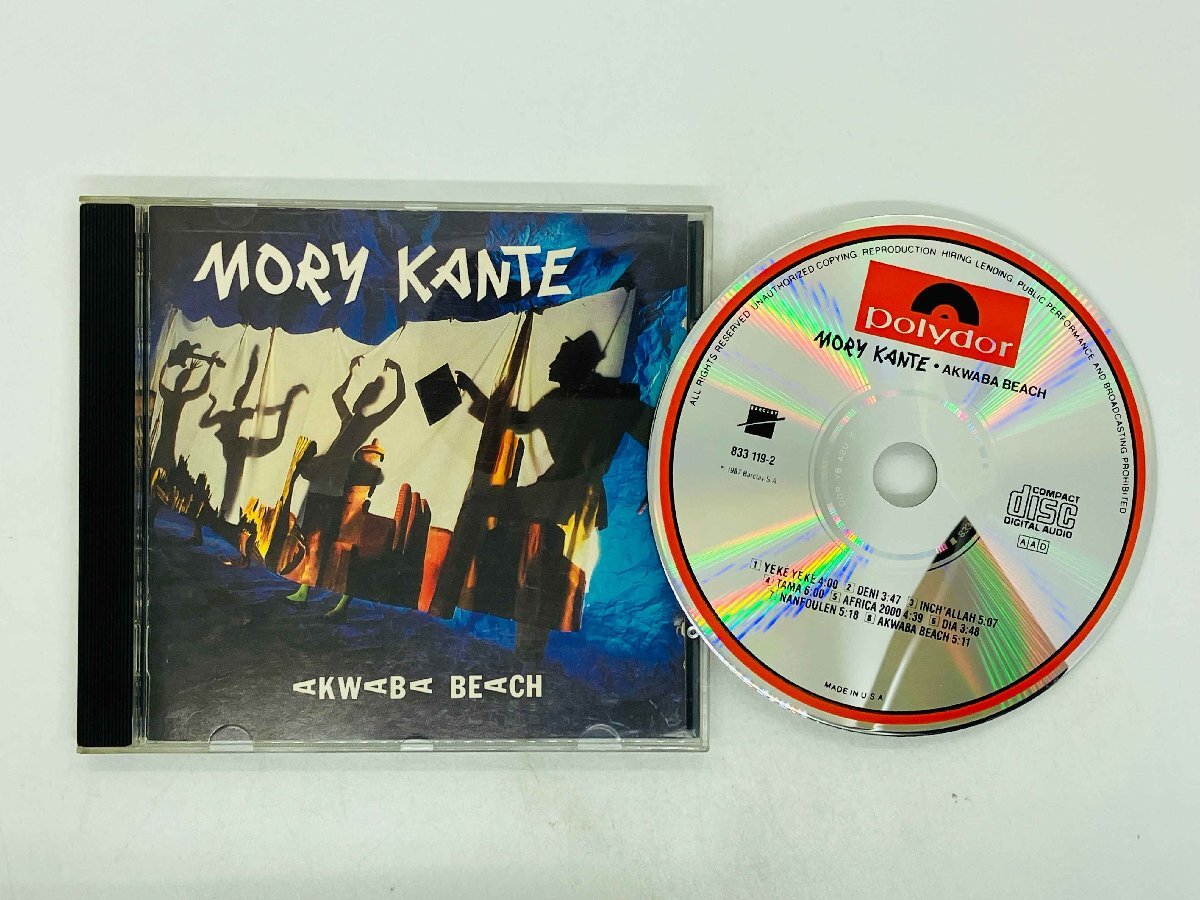 MORY KANTE
AKWABA BEACH
ALL RIGHTS RESERVED UNAUTHORIZED COPYING REPRODUCTION HIRING LENDING PUBLIC PERFORMANCE AND BROADCASTING PROHIBITED
polydor
MORY KANTE • AKWABA BEACH
BARCLAY
833 119-2
1987 Barclay S.A.
COMPACT
disc
DIGITAL AUDIO
AAD
1 YEKE YEKE 4:00 2 DENI 3:47 3 INCH'ALLAH 5:07
4 TAMA 6:00 5 AFRICA 2000 4:39 6 DIA 3:48
7 NANFOULEN 5:18 8 AKWABA BEACH 5:11
MADE IN U.S.A.